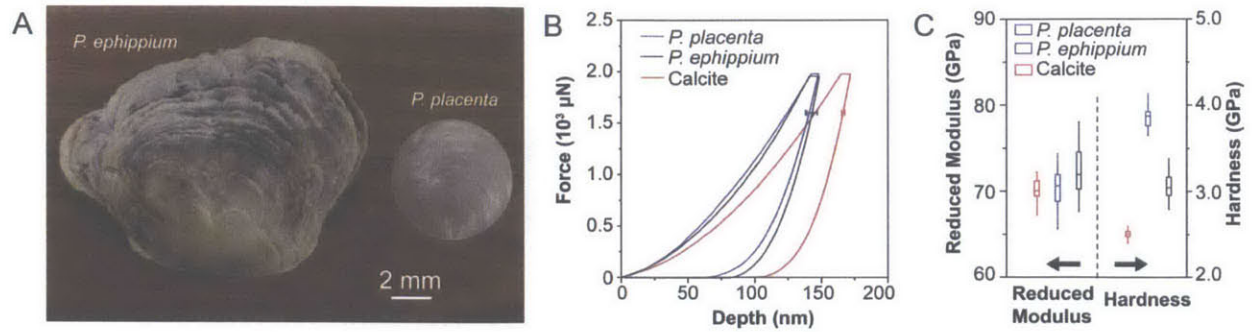 A
P. ephippium
P. placenta
2 mm
B
2.5
2.0
1.5
1.0
0.5
0
Force (10³ μN)
P. placenta
P. ephippium
Calcite
0
50
100
150
200
Depth (nm)
C
90
80
70
60
Reduced Modulus (GPa)
P. placenta
P. ephippium
Calcite
5.0
4.0
3.0
2.0
Hardness (GPa)
Reduced
Modulus
Hardness